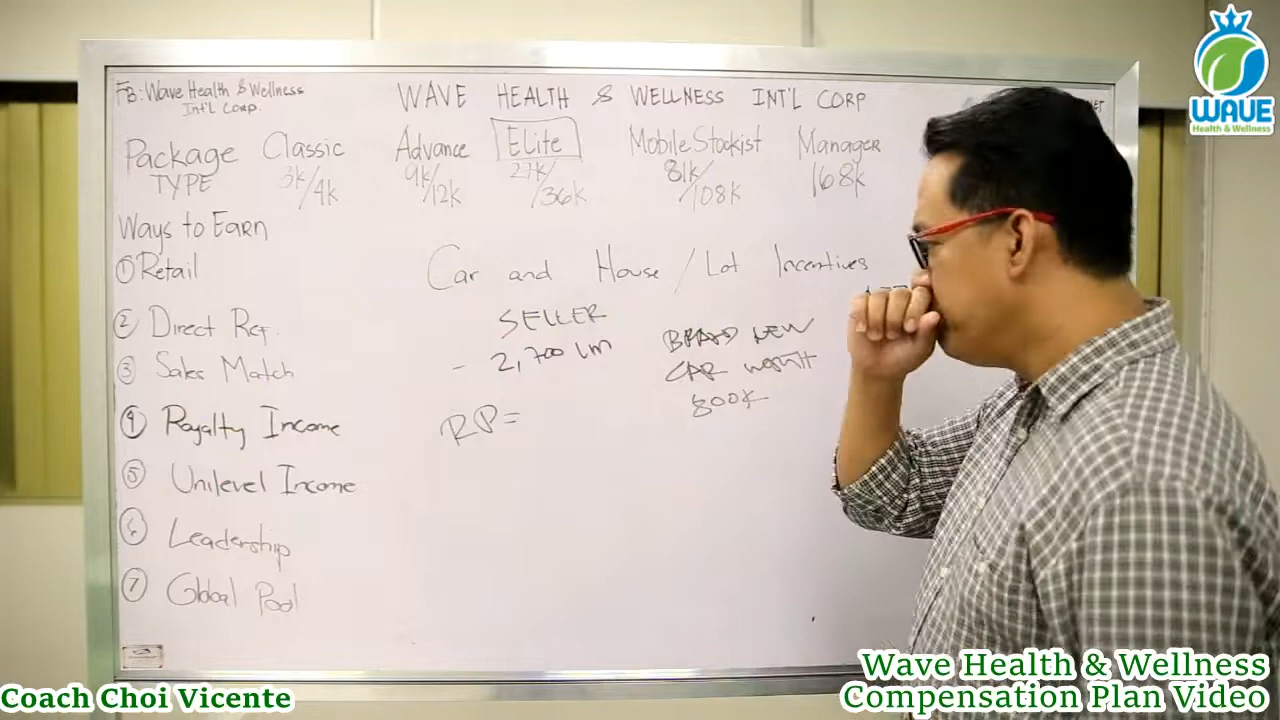 FB: Wave Health & Wellness
Int'l Corp.
WAVE HEALTH & WELLNESS INT'L CORP
Package TYPE
Classic 3k/4k
Advance 9k/12k
Elite 27k/36k
Mobile Stockist 81k/108k
Manager 168k
Ways to Earn
① Retail
Car and House / Lot Incentives
② Direct Ref.
SELLER
③ Sales Match
- 2,700 um
BRAND NEW
CAR WORTH
800k
④ Royalty Income
RP=
⑤ Unilevel Income
⑥ Leadership
⑦ Global Pool
WAVE
Health & Wellness
Coach Choi Vicente
Wave Health & Wellness
Compensation Plan Video